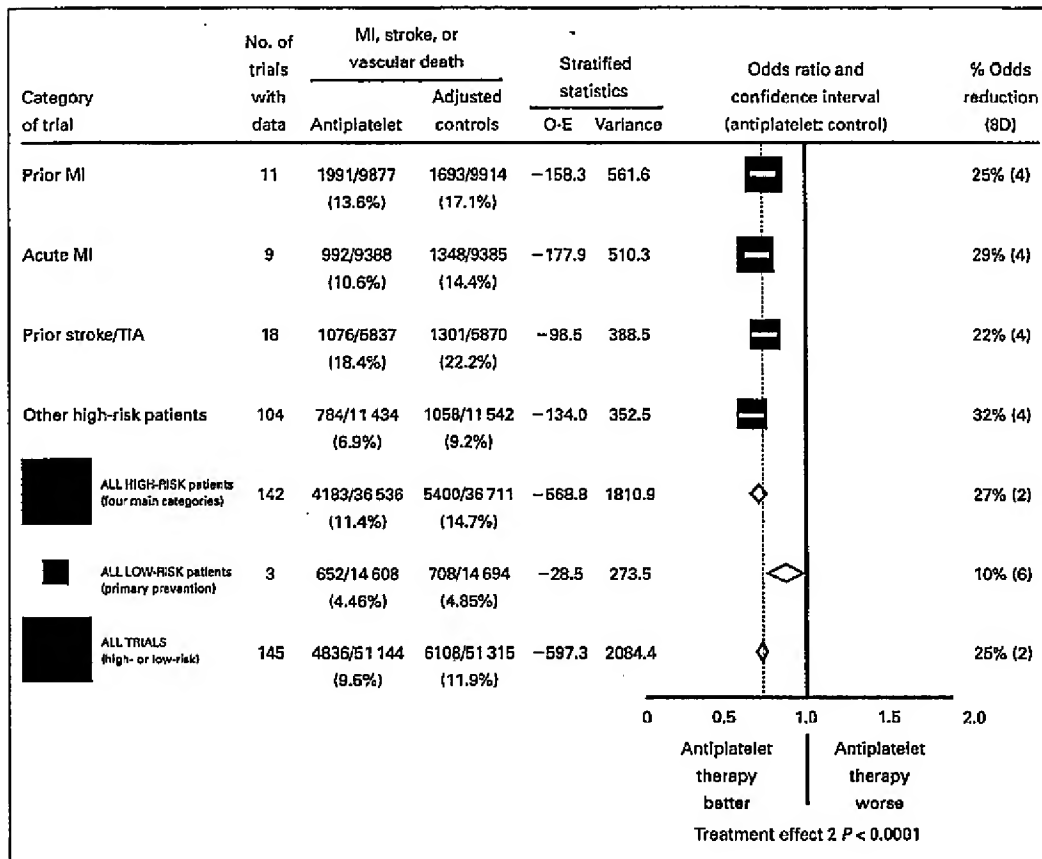 Category of trial | No. of trials with data | MI, stroke, or vascular death: Antiplatelet | Adjusted controls | Stratified statistics: O-E | Variance | Odds ratio and confidence interval (antiplatelet: control) | % Odds reduction (8D)
Prior MI 11 1991/9877 1693/9914 −158.3 561.6 25% (4)
(13.6%) (17.1%)
Acute MI 9 992/9388 1348/9385 −177.9 510.3 29% (4)
(10.6%) (14.4%)
Prior stroke/TIA 18 1076/5837 1301/5870 −98.5 388.5 22% (4)
(18.4%) (22.2%)
Other high-risk patients 104 784/11 434 1058/11 542 −134.0 352.5 32% (4)
(6.9%) (9.2%)
ALL HIGH-RISK patients
(four main categories) 142 4183/36 536 5400/36 711 −568.8 1810.9 27% (2)
(11.4%) (14.7%)
ALL LOW-RISK patients
(primary prevention) 3 652/14 608 708/14 694 −28.5 273.5 10% (6)
(4.46%) (4.85%)
ALL TRIALS
(high- or low-risk) 145 4836/51 144 6108/51 315 −597.3 2084.4 25% (2)
(9.6%) (11.9%)
0 0.5 1.0 1.5 2.0
Antiplatelet therapy better
Antiplatelet therapy worse
Treatment effect 2 P < 0.0001